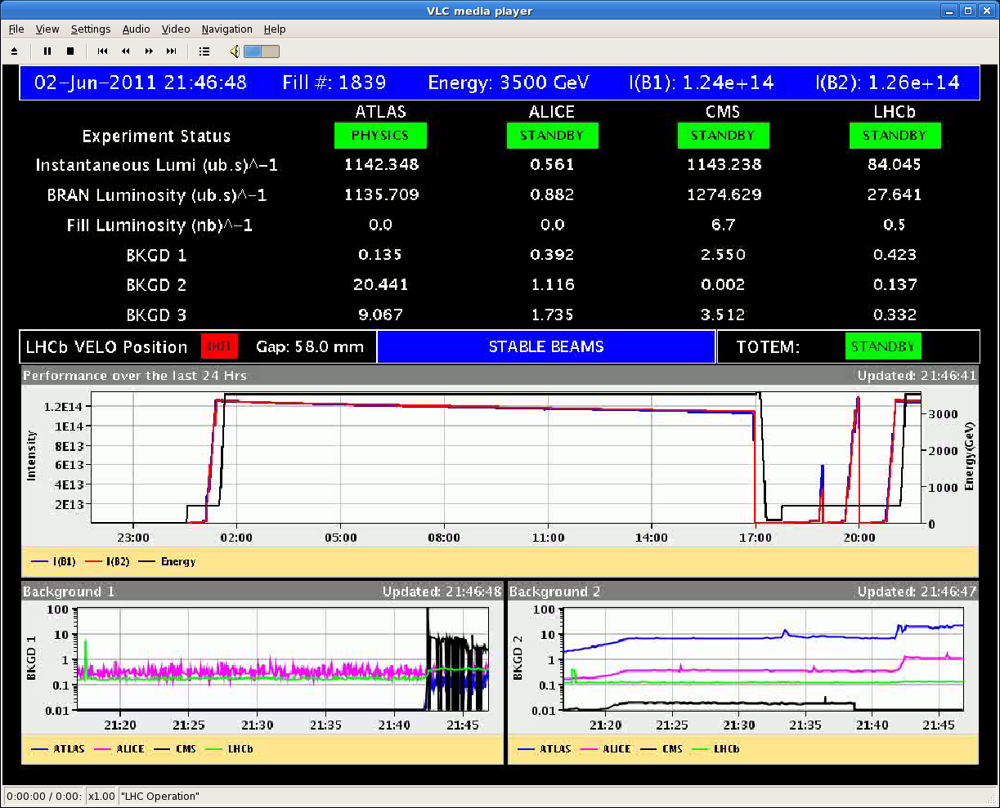 VLC media player
File View Settings Audio Video Navigation Help
02-Jun-2011 21:46:48 Fill #: 1839 Energy: 3500 GeV I(B1): 1.24e+14 I(B2): 1.26e+14
ATLAS ALICE CMS LHCb
Experiment Status PHYSICS STANDBY STANDBY STANDBY
Instantaneous Lumi (ub.s)^-1 1142.348 0.561 1143.238 84.045
BRAN Luminosity (ub.s)^-1 1135.709 0.882 1274.629 27.641
Fill Luminosity (nb)^-1 0.0 0.0 6.7 0.5
BKGD 1 0.135 0.392 2.550 0.423
BKGD 2 20.441 1.116 0.002 0.137
BKGD 3 9.067 1.735 3.512 0.332
LHCb VELO Position OUT Gap: 58.0 mm STABLE BEAMS TOTEM: STANDBY
Performance over the last 24 Hrs Updated: 21:46:41
Intensity
1.2E14
1E14
8E13
6E13
4E13
2E13
3000
2000
1000
0
Energy(GeV)
23:00 02:00 05:00 08:00 11:00 14:00 17:00 20:00
I(B1) I(B2) Energy
Background 1 Updated: 21:46:48
BKGD 1
100
10
1
0.1
0.01
21:20 21:25 21:30 21:35 21:40 21:45
ATLAS ALICE CMS LHCb
Background 2 Updated: 21:46:47
BKGD 2
100
10
1
0.1
0.01
21:20 21:25 21:30 21:35 21:40 21:45
ATLAS ALICE CMS LHCb
0:00:00 / 0:00: x1.00 "LHC Operation"